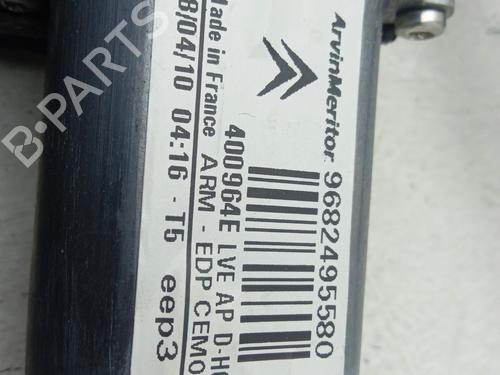 ArvinMeritor. 9682495580
400964E LVE AP D-H
Made in France ARM - EDP CEMO
8/04/10 04:16 - T5 eep3
B-PARTS